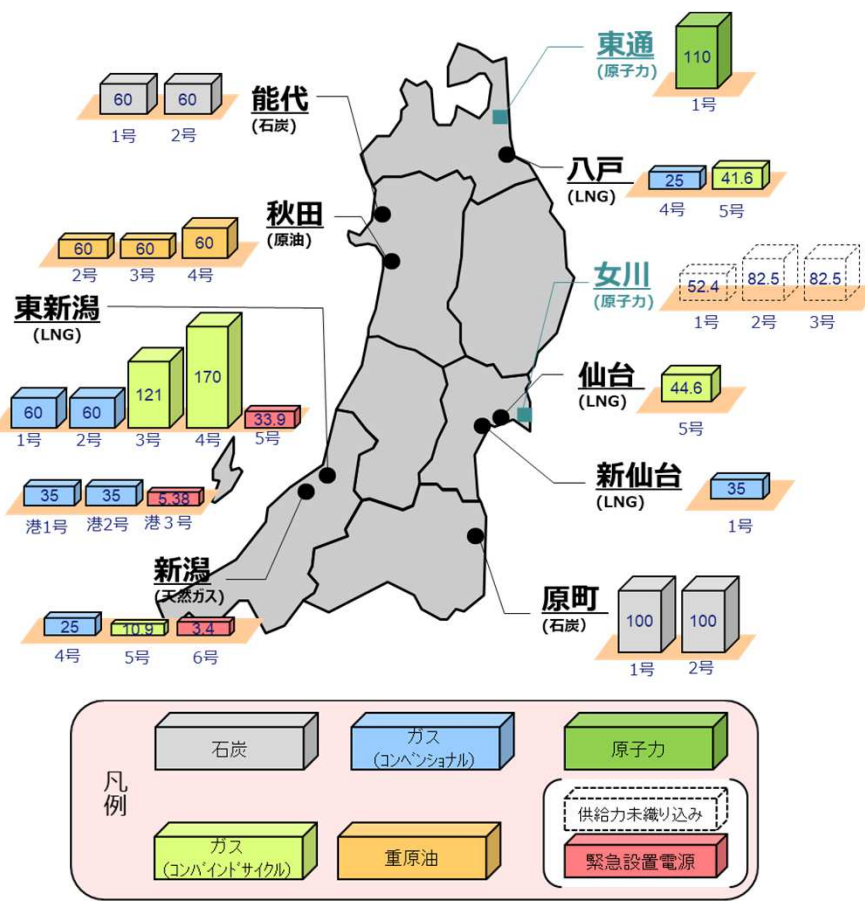 東通
(原子力)
110
1号
60
60
1号
2号
能代
(石炭)
八戸
(LNG)
25
41.6
4号
5号
秋田
(原油)
60
60
60
2号
3号
4号
女川
(原子力)
52.4
82.5
82.5
1号
2号
3号
東新潟
(LNG)
60
60
121
170
33.9
1号
2号
3号
4号
5号
35
35
5.38
港1号
港2号
港３号
仙台
(LNG)
44.6
5号
新仙台
(LNG)
35
1号
新潟
(天然ガス)
25
10.9
3.4
4号
5号
6号
原町
(石炭)
100
100
1号
2号
凡例
石炭
ガス
(ｺﾝﾍﾞﾝｼｮﾅﾙ)
原子力
ガス
(ｺﾝﾊﾞｲﾝﾄﾞｻｲｸﾙ)
重原油
供給力未織り込み
緊急設置電源